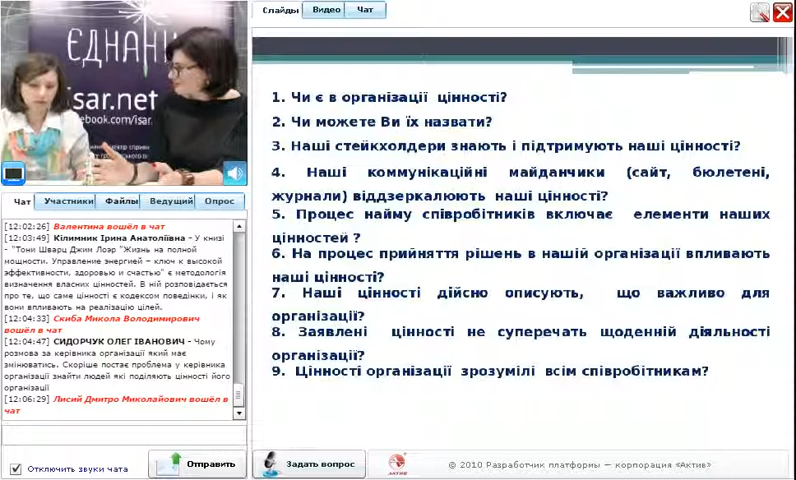 ЄДНАНН
isar.net
cebook.com/isar
Слайды Видео Чат
Чат Участники Файлы Ведущий Опрос
[12:02:26] Валентина вошёл в чат
[12:03:49] Кілимник Ірина Анатоліївна - У книзі
- "Тони Шварц Джим Лоэр "Жизнь на полной
мощности. Управление энергией – ключ к высокой
эффективности, здоровью и счастью" є методологія
визначення власних цінностей. В ній розповідається
про те, що саме цінності є кодексом поведінки, і як
вони впливають на реалізацію цілей.
[12:04:33] Скиба Микола Володимирович
вошёл в чат
[12:04:47] СИДОРЧУК ОЛЕГ ІВАНОВИЧ - Чому
розмова за керівника організації який має
змінюватись. Скоріше постає проблема у керівника
організації знайти людей які поділяють цінності його
організації
[12:06:29] Лисий Дмитро Миколайович вошёл в
чат
Отключить звуки чата
Отправить
1. Чи є в організації цінності?
2. Чи можете Ви їх назвати?
3. Наші стейкхолдери знають і підтримують наші цінності?
4. Наші комунікаційні майданчики (сайт, бюлетені,
журнали) віддзеркалюють наші цінності?
5. Процес найму співробітників включає елементи наших
цінностей ?
6. На процес прийняття рішень в нашій організації впливають
наші цінності?
7. Наші цінності дійсно описують, що важливо для
організації?
8. Заявлені цінності не суперечать щоденній діяльності
організації?
9. Цінності організації зрозумілі всім співробітникам?
Задать вопрос
АКТИВ
© 2010 Разработчик платформы — корпорация «Актив»